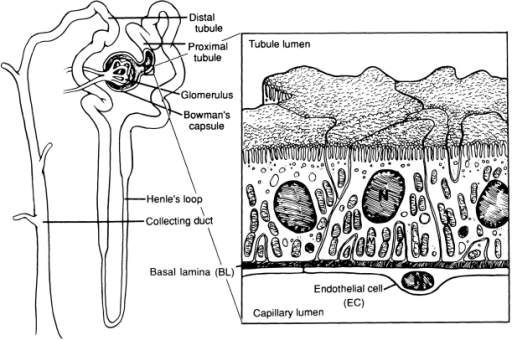 Distal
tubule
Proximal
tubule
Glomerulus
Bowman's
capsule
Henle's loop
Collecting duct
Basal lamina (BL)
Tubule lumen
N
Endothelial cell
(EC)
Capillary lumen